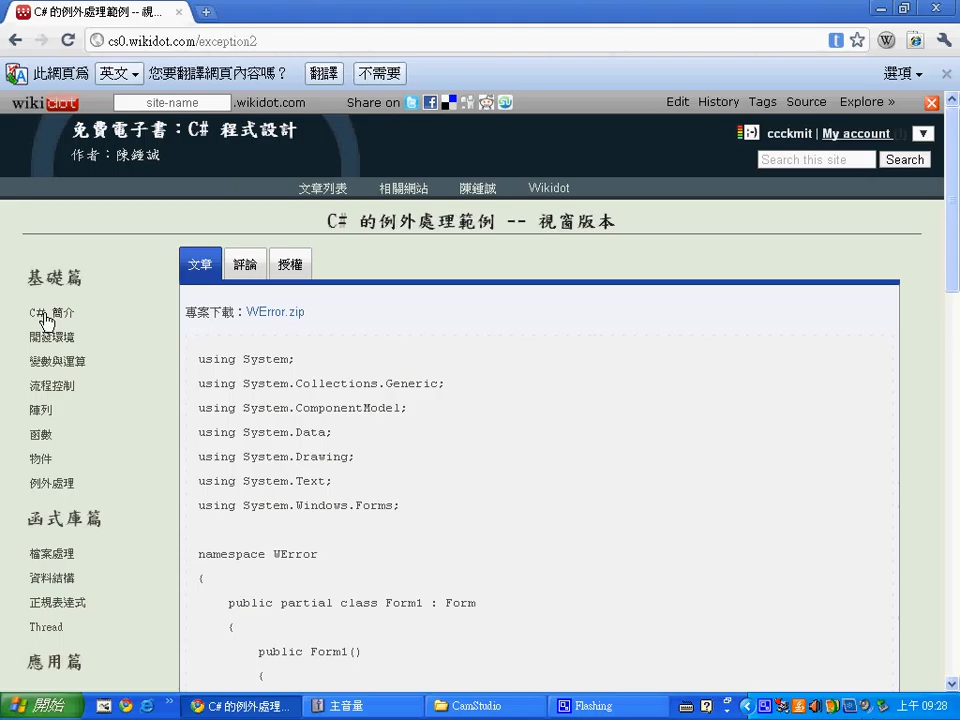 C# 的例外處理範例 -- 視...
cs0.wikidot.com/exception2
此網頁為 英文 您要翻譯網頁內容嗎？ 翻譯 不需要 選項
wikidot site-name .wikidot.com Share on Edit History Tags Source Explore »
免費電子書：C# 程式設計
作者：陳鍾誠
ccckmit | My account
Search this site Search
文章列表 相關網站 陳鍾誠 Wikidot
C# 的例外處理範例 -- 視窗版本
基礎篇
C# 簡介
開發環境
變數與運算
流程控制
陣列
函數
物件
例外處理
函式庫篇
檔案處理
資料結構
正規表達式
Thread
應用篇
文章 評論 授權
專案下載：WError.zip
using System;
using System.Collections.Generic;
using System.ComponentModel;
using System.Data;
using System.Drawing;
using System.Text;
using System.Windows.Forms;
namespace WError
{
public partial class Form1 : Form
{
public Form1()
{
開始 C# 的例外處理... 主音量 CamStudio Flashing 上午 09:28